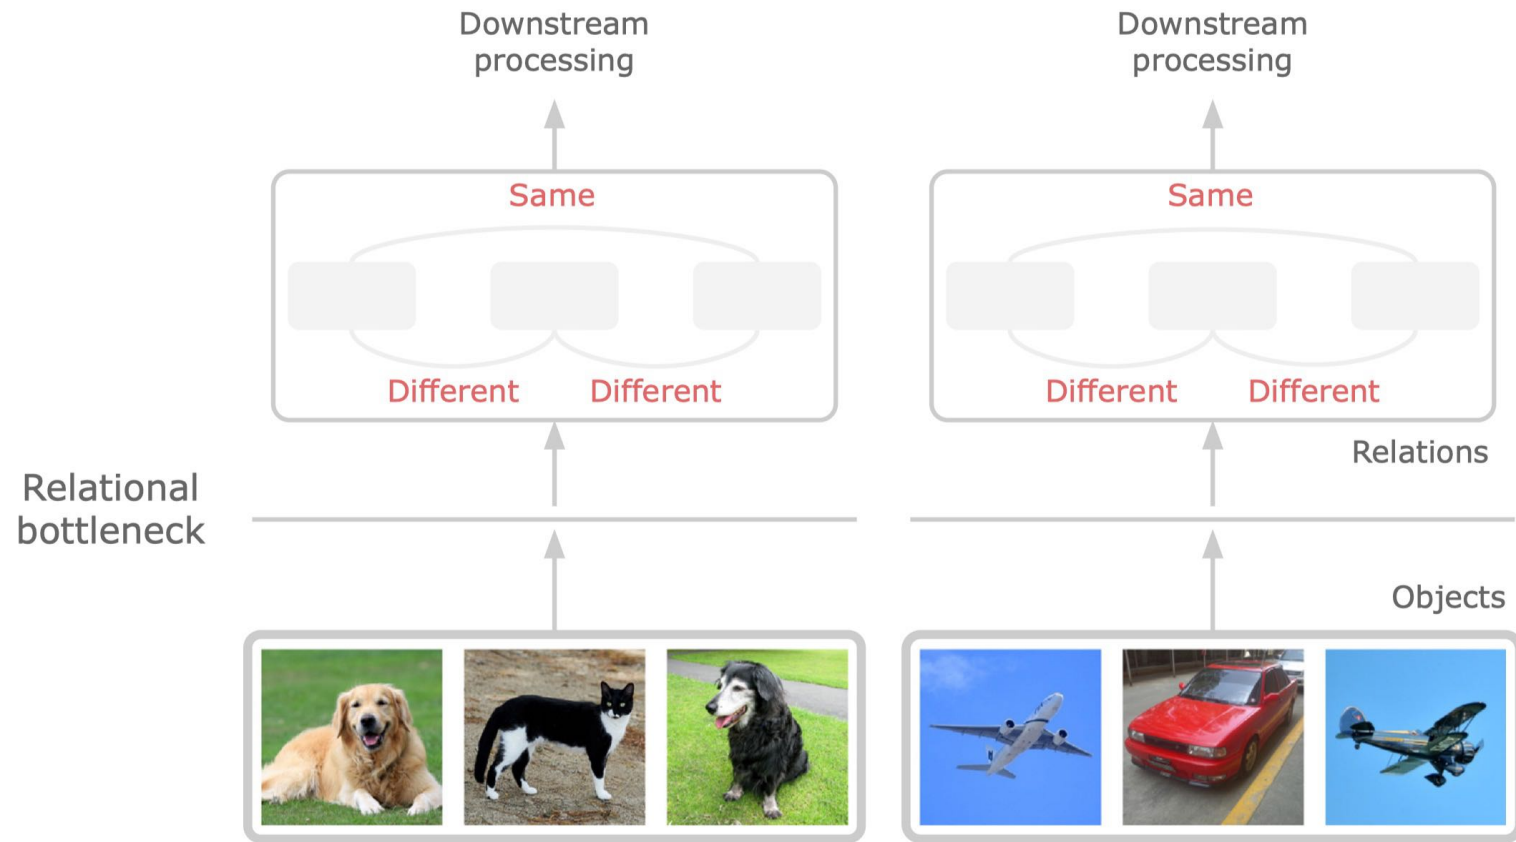 Downstream
processing
Downstream
processing
Same
Same
Different Different
Different Different
Relations
Relational
bottleneck
Objects